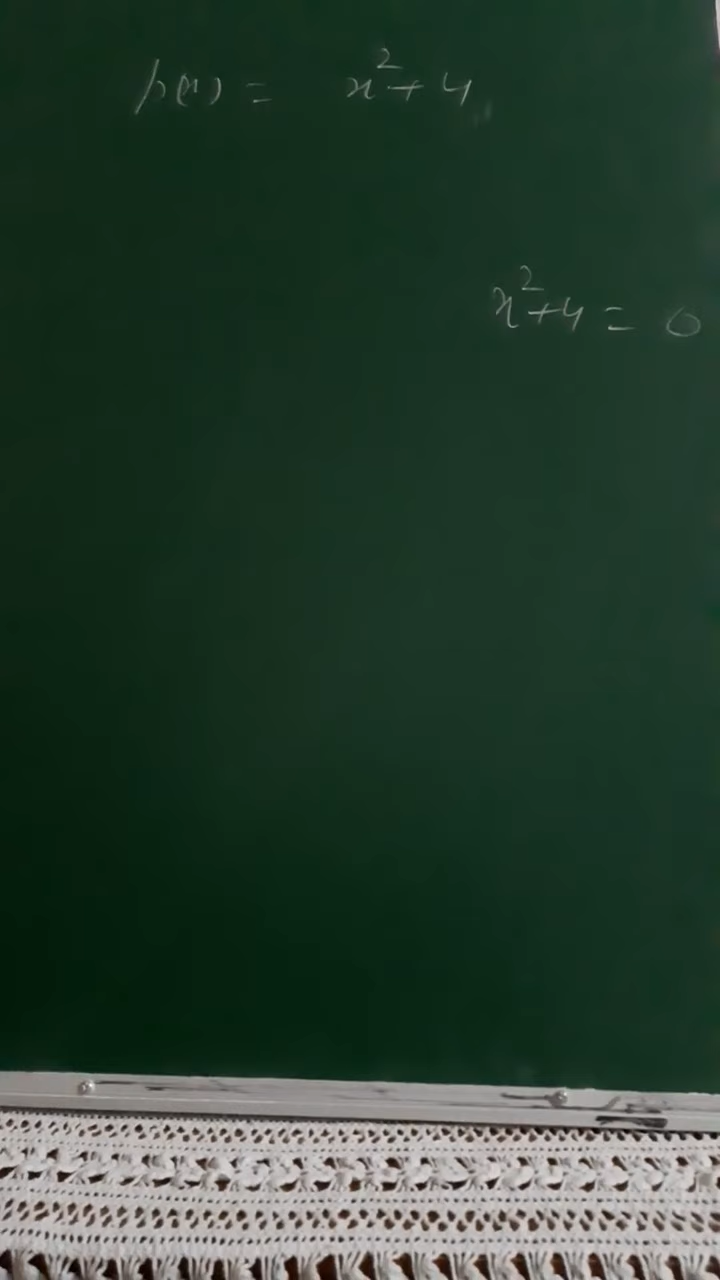 p(x) = x²+4
x²+4 = 0